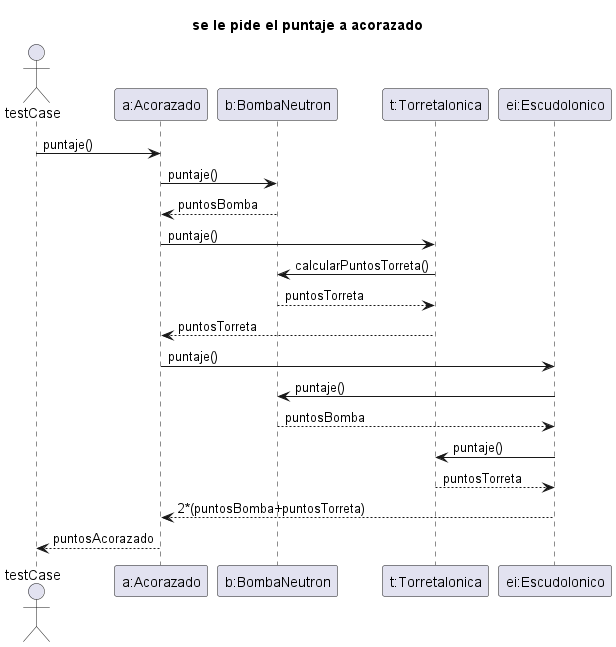 se le pide el puntaje a acorazado
testCase
a:Acorazado
b:BombaNeutron
t:TorretaIonica
ei:EscudoIonico
puntaje()
puntaje()
puntosBomba
puntaje()
calcularPuntosTorreta()
puntosTorreta
puntosTorreta
puntaje()
puntaje()
puntosBomba
puntaje()
puntosTorreta
2*(puntosBomba+puntosTorreta)
puntosAcorazado
testCase
a:Acorazado
b:BombaNeutron
t:TorretaIonica
ei:EscudoIonico